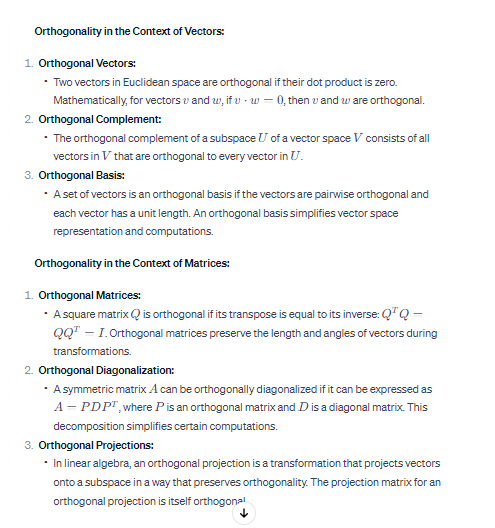 Orthogonality in the Context of Vectors:
1. Orthogonal Vectors:
• Two vectors in Euclidean space are orthogonal if their dot product is zero.
Mathematically, for vectors v and w, if v · w = 0, then v and w are orthogonal.
2. Orthogonal Complement:
• The orthogonal complement of a subspace U of a vector space V consists of all
vectors in V that are orthogonal to every vector in U.
3. Orthogonal Basis:
• A set of vectors is an orthogonal basis if the vectors are pairwise orthogonal and
each vector has a unit length. An orthogonal basis simplifies vector space
representation and computations.
Orthogonality in the Context of Matrices:
1. Orthogonal Matrices:
• A square matrix Q is orthogonal if its transpose is equal to its inverse: Qᵀ Q =
QQᵀ = I. Orthogonal matrices preserve the length and angles of vectors during
transformations.
2. Orthogonal Diagonalization:
• A symmetric matrix A can be orthogonally diagonalized if it can be expressed as
A = PDPᵀ, where P is an orthogonal matrix and D is a diagonal matrix. This
decomposition simplifies certain computations.
3. Orthogonal Projections:
• In linear algebra, an orthogonal projection is a transformation that projects vectors
onto a subspace in a way that preserves orthogonality. The projection matrix for an
orthogonal projection is itself orthogonal